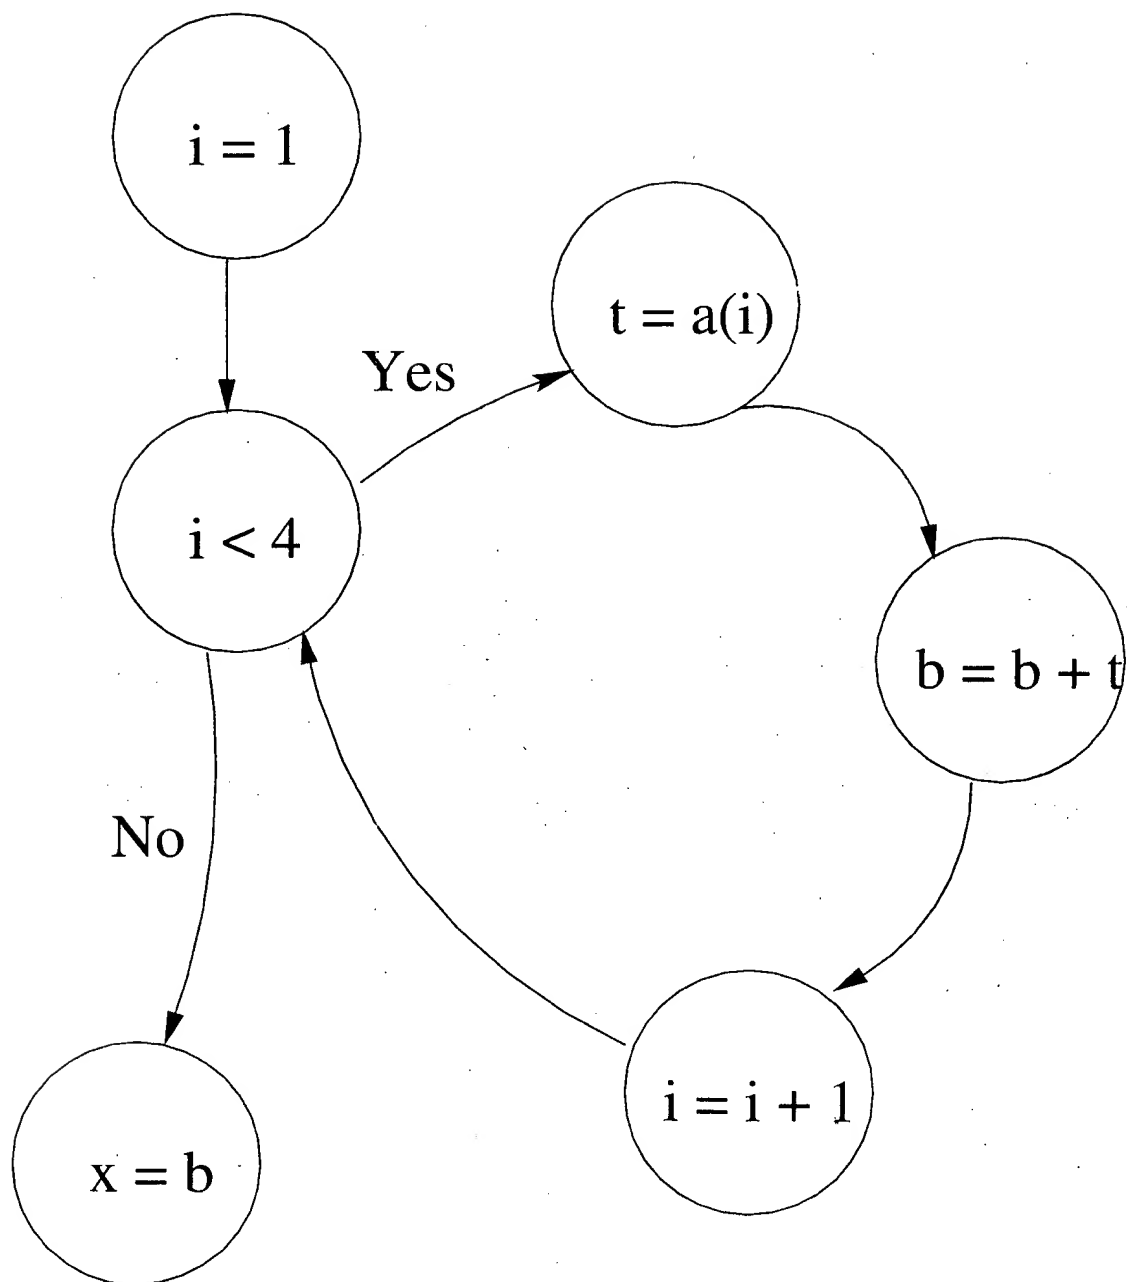 i = 1
t = a(i)
Yes
i < 4
b = b + t
No
i = i + 1
x = b